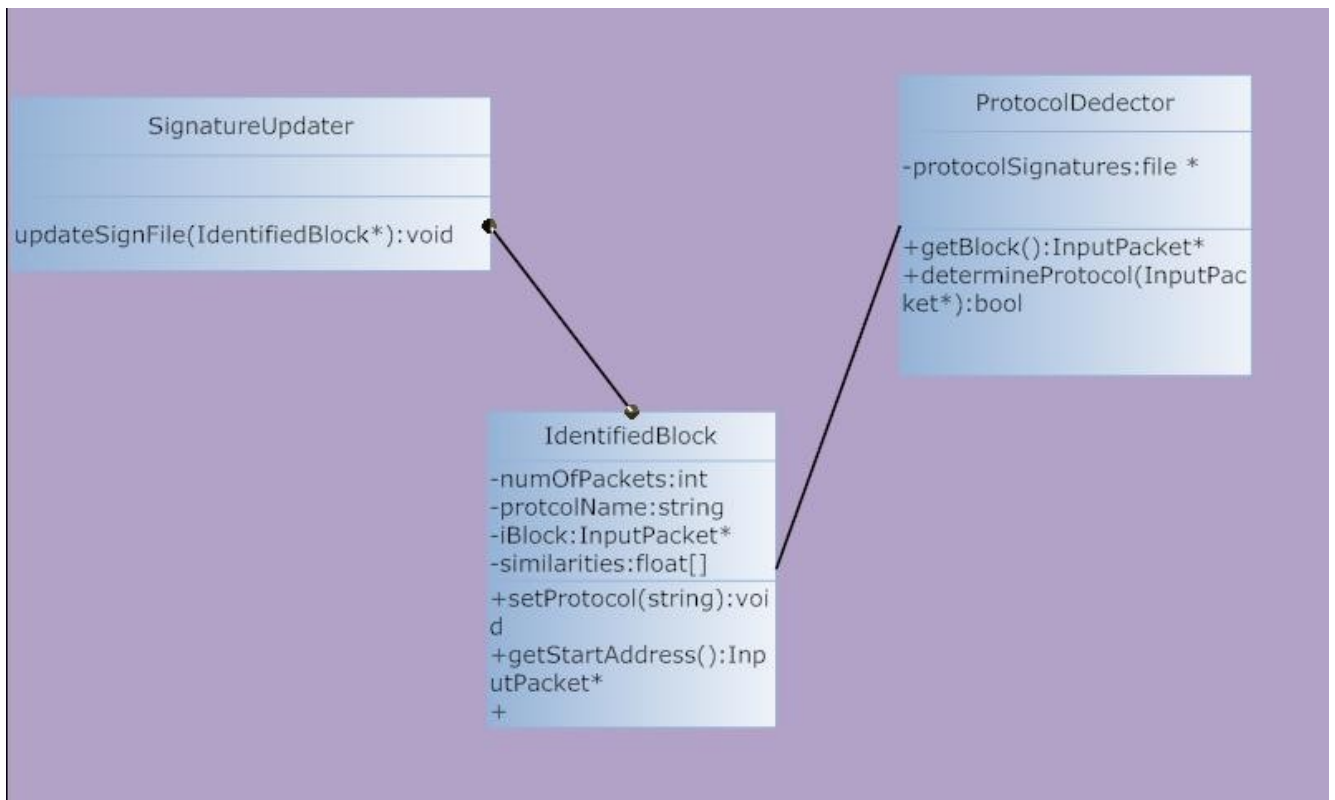 SignatureUpdater
updateSignFile(IdentifiedBlock*):void
ProtocolDedector
-protocolSignatures:file *
+getBlock():InputPacket*
+determineProtocol(InputPac
ket*):bool
IdentifiedBlock
-numOfPackets:int
-protcolName:string
-iBlock:InputPacket*
-similarities:float[]
+setProtocol(string):voi
d
+getStartAddress():Inp
utPacket*
+